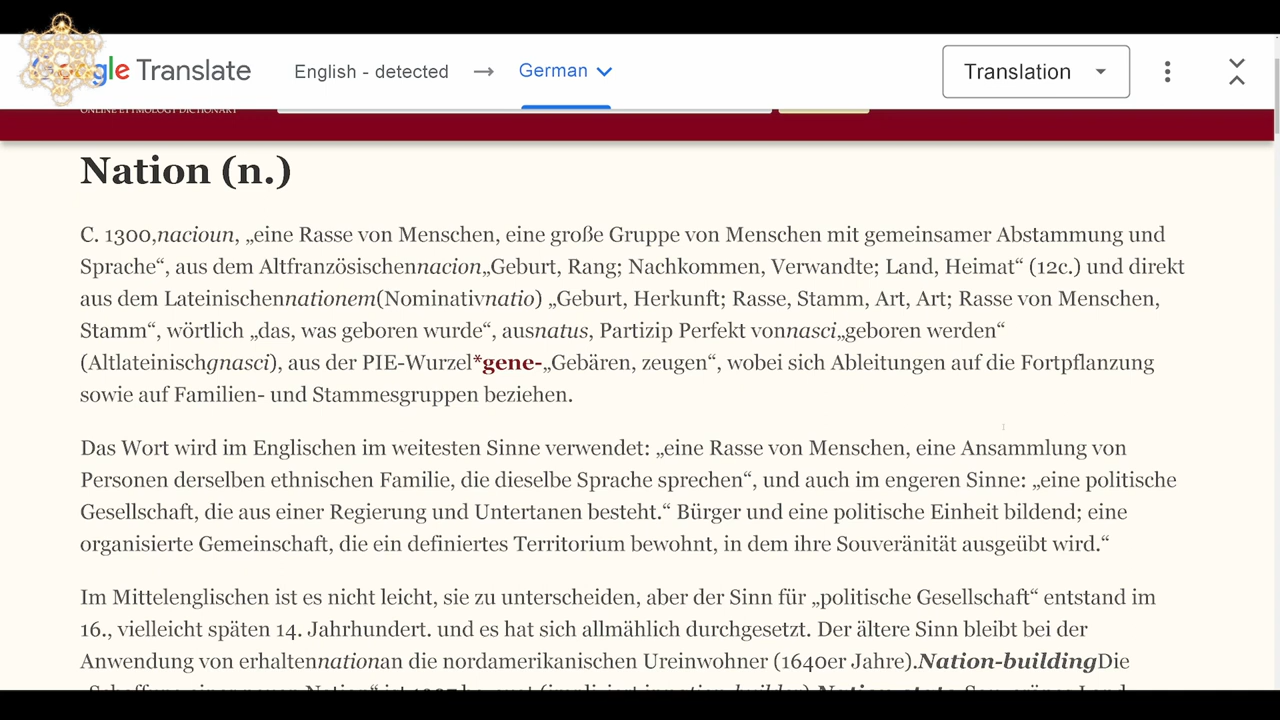 gle Translate
English - detected → German
Translation
ONLINE ETYMOLOGY DICTIONARY
Nation (n.)
C. 1300,nacioun, „eine Rasse von Menschen, eine große Gruppe von Menschen mit gemeinsamer Abstammung und
Sprache“, aus dem Altfranzösischennacion„Geburt, Rang; Nachkommen, Verwandte; Land, Heimat“ (12c.) und direkt
aus dem Lateinischennationem(Nominativnatio) „Geburt, Herkunft; Rasse, Stamm, Art, Art; Rasse von Menschen,
Stamm“, wörtlich „das, was geboren wurde“, ausnatus, Partizip Perfekt vonnasci„geboren werden“
(Altlateinischgnasci), aus der PIE-Wurzel*gene-„Gebären, zeugen“, wobei sich Ableitungen auf die Fortpflanzung
sowie auf Familien- und Stammesgruppen beziehen.
Das Wort wird im Englischen im weitesten Sinne verwendet: „eine Rasse von Menschen, eine Ansammlung von
Personen derselben ethnischen Familie, die dieselbe Sprache sprechen“, und auch im engeren Sinne: „eine politische
Gesellschaft, die aus einer Regierung und Untertanen besteht.“ Bürger und eine politische Einheit bildend; eine
organisierte Gemeinschaft, die ein definiertes Territorium bewohnt, in dem ihre Souveränität ausgeübt wird.“
Im Mittelenglischen ist es nicht leicht, sie zu unterscheiden, aber der Sinn für „politische Gesellschaft“ entstand im
16., vielleicht späten 14. Jahrhundert. und es hat sich allmählich durchgesetzt. Der ältere Sinn bleibt bei der
Anwendung von erhaltennationan die nordamerikanischen Ureinwohner (1640er Jahre).Nation-buildingDie